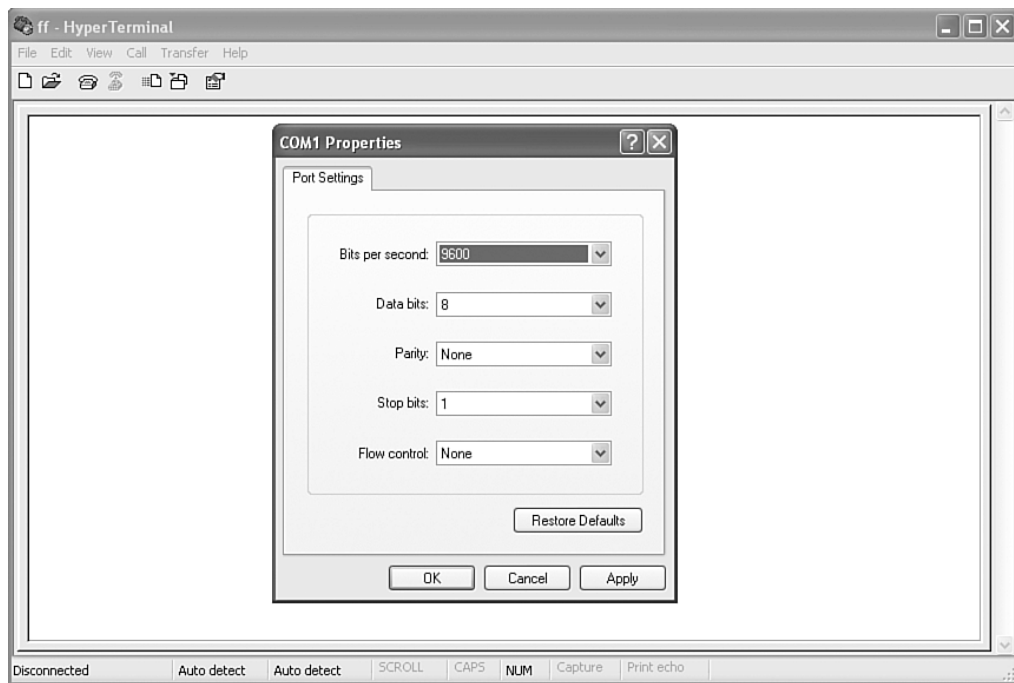 ff - HyperTerminal
File Edit View Call Transfer Help
COM1 Properties
Port Settings
Bits per second: 9600
Data bits: 8
Parity: None
Stop bits: 1
Flow control: None
Restore Defaults
OK Cancel Apply
Disconnected Auto detect Auto detect SCROLL CAPS NUM Capture Print echo